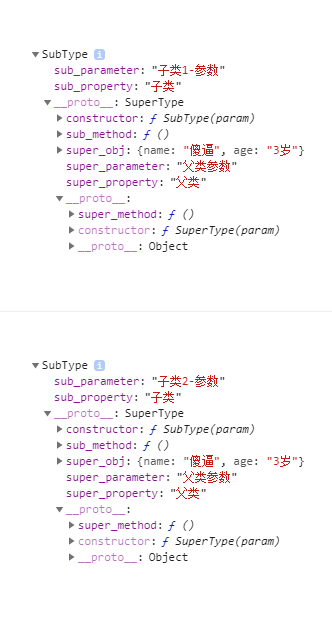 SubType i
sub_parameter: "子类1-参数"
sub_property: "子类"
__proto__: SuperType
constructor: ƒ SubType(param)
sub_method: ƒ ()
super_obj: {name: "傻逼", age: "3岁"}
super_parameter: "父类参数"
super_property: "父类"
__proto__:
super_method: ƒ ()
constructor: ƒ SuperType(param)
__proto__: Object
SubType i
sub_parameter: "子类2-参数"
sub_property: "子类"
__proto__: SuperType
constructor: ƒ SubType(param)
sub_method: ƒ ()
super_obj: {name: "傻逼", age: "3岁"}
super_parameter: "父类参数"
super_property: "父类"
__proto__:
super_method: ƒ ()
constructor: ƒ SuperType(param)
__proto__: Object